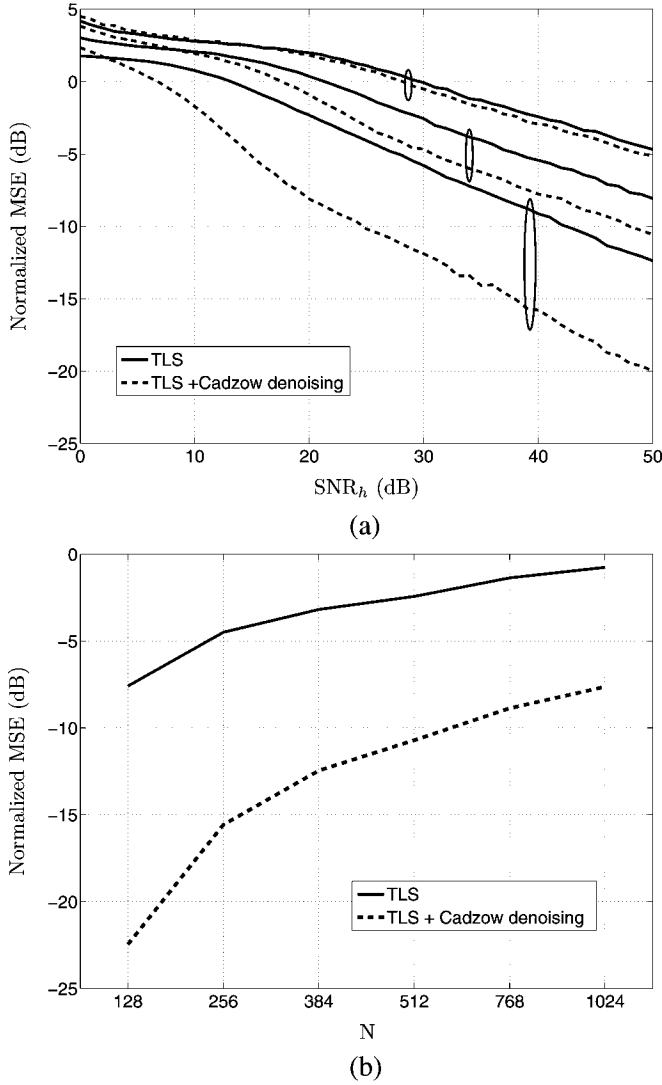 5
0
−5
−10
−15
−20
−25
Normalized MSE (dB)
TLS
TLS +Cadzow denoising
0 10 20 30 40 50
SNRh (dB)
(a)
0
−5
−10
−15
−20
−25
Normalized MSE (dB)
TLS
TLS + Cadzow denoising
128 256 384 512 768 1024
N
(b)